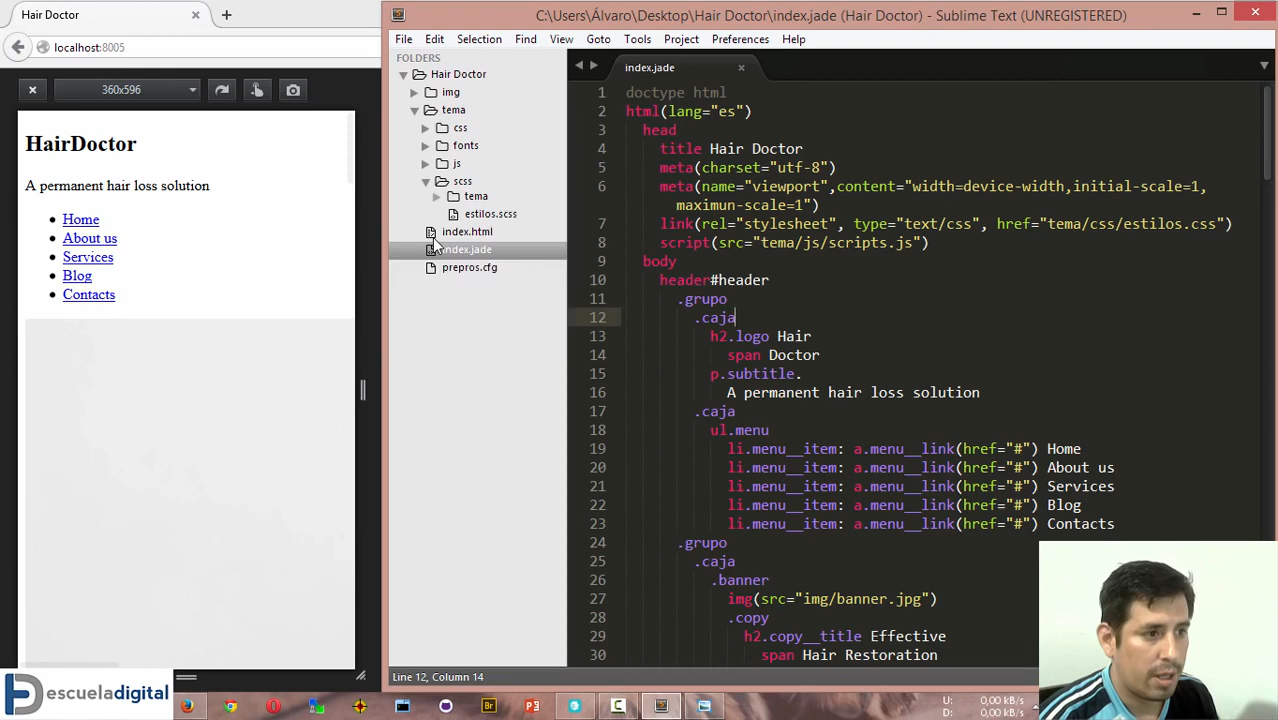 Hair Doctor
C:\Users\Álvaro\Desktop\Hair Doctor\index.jade (Hair Doctor) - Sublime Text (UNREGISTERED)
localhost:8005
File Edit Selection Find View Goto Tools Project Preferences Help
360x596
HairDoctor
A permanent hair loss solution
Home
About us
Services
Blog
Contacts
FOLDERS
Hair Doctor
img
tema
css
fonts
js
scss
tema
estilos.scss
index.html
index.jade
prepros.cfg
index.jade
1 doctype html
2 html(lang="es")
3 head
4 title Hair Doctor
5 meta(charset="utf-8")
6 meta(name="viewport",content="width=device-width,initial-scale=1,
maximun-scale=1")
7 link(rel="stylesheet", type="text/css", href="tema/css/estilos.css")
8 script(src="tema/js/scripts.js")
9 body
10 header#header
11 .grupo
12 .caja
13 h2.logo Hair
14 span Doctor
15 p.subtitle.
16 A permanent hair loss solution
17 .caja
18 ul.menu
19 li.menu__item: a.menu__link(href="#") Home
20 li.menu__item: a.menu__link(href="#") About us
21 li.menu__item: a.menu__link(href="#") Services
22 li.menu__item: a.menu__link(href="#") Blog
23 li.menu__item: a.menu__link(href="#") Contacts
24 .grupo
25 .caja
26 .banner
27 img(src="img/banner.jpg")
28 .copy
29 h2.copy__title Effective
30 span Hair Restoration
Line 12, Column 14
escueladigital
Br
U: 0,00 kB/s
D: 0,00 kB/s